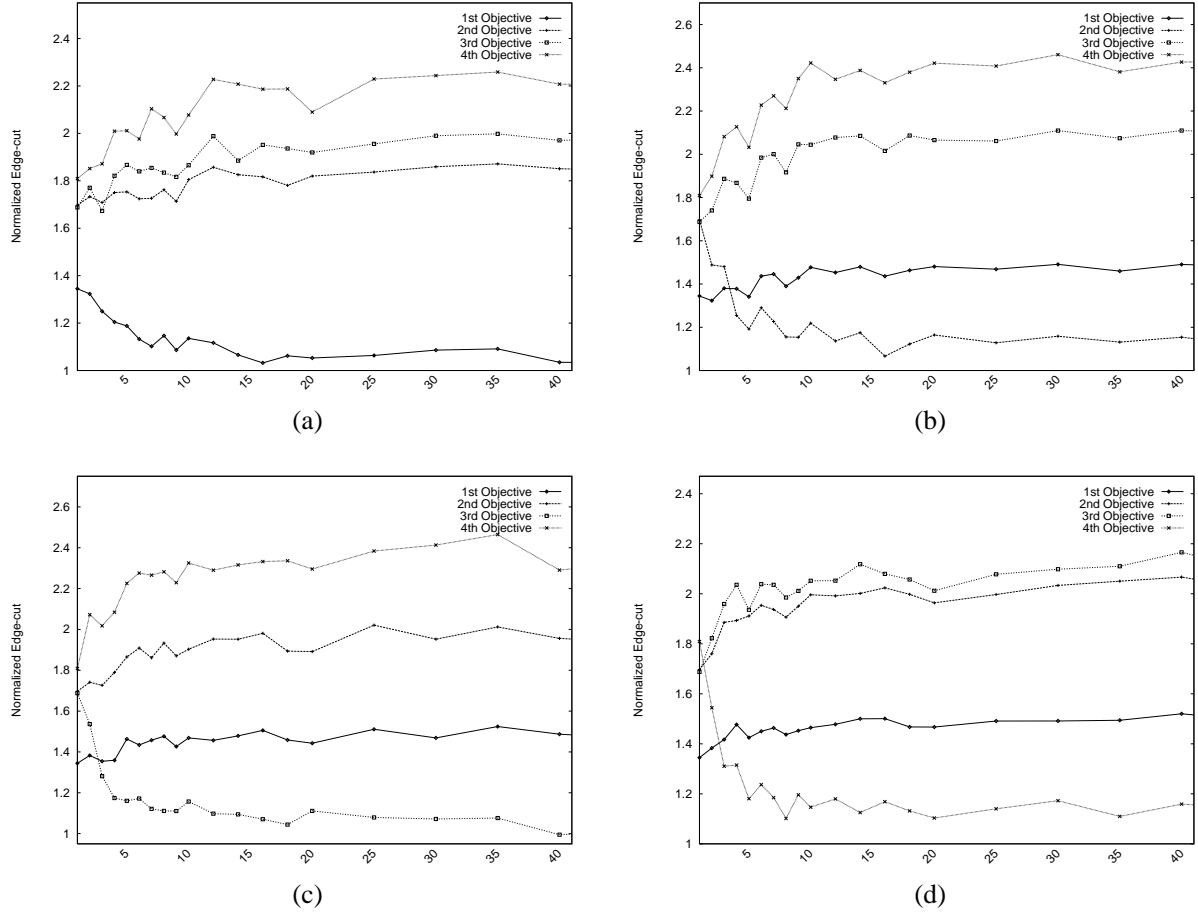 2.4
2.2
2
1.8
1.6
1.4
1.2
1
Normalized Edge-cut
1st Objective
2nd Objective
3rd Objective
4th Objective
5
10
15
20
25
30
35
40
(a)
2.6
2.4
2.2
2
1.8
1.6
1.4
1.2
1
Normalized Edge-cut
1st Objective
2nd Objective
3rd Objective
4th Objective
5
10
15
20
25
30
35
40
(b)
2.6
2.4
2.2
2
1.8
1.6
1.4
1.2
1
Normalized Edge-cut
1st Objective
2nd Objective
3rd Objective
4th Objective
5
10
15
20
25
30
35
40
(c)
2.4
2.2
2
1.8
1.6
1.4
1.2
1
Normalized Edge-cut
1st Objective
2nd Objective
3rd Objective
4th Objective
5
10
15
20
25
30
35
40
(d)